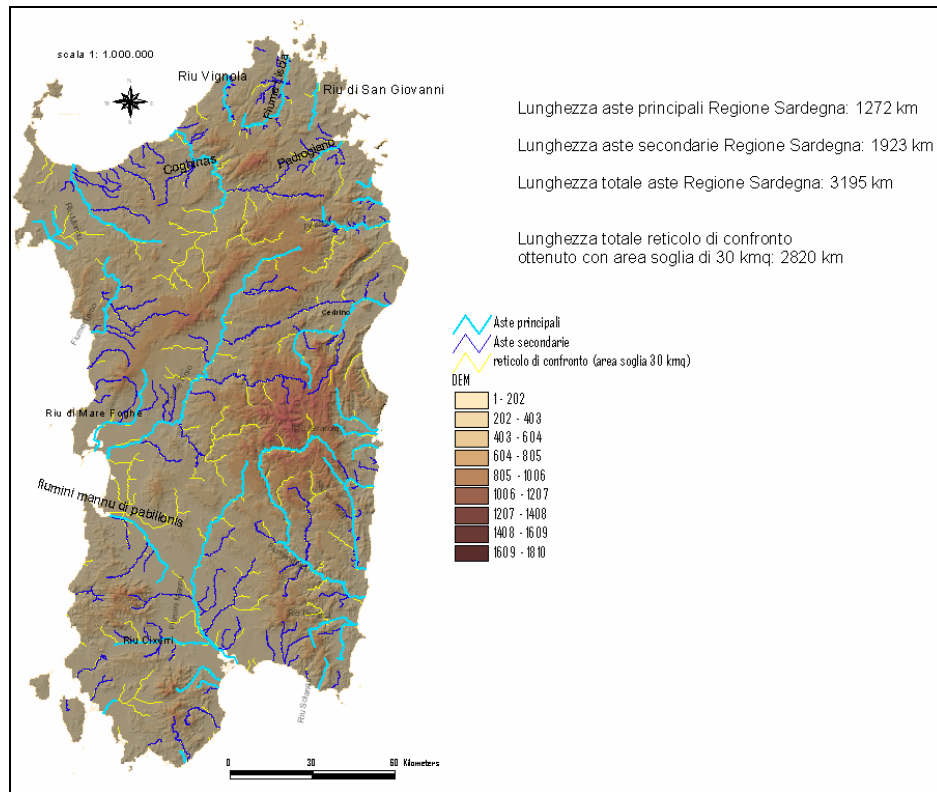 scala 1: 1.000.000
Riu Vignola
Fiume Liscia
Riu di San Giovanni
Coghinas
Padrogiano
Cedrino
Riu di Mare Foghe
flumini mannu di pabillonis
Riu Cixerri
0 30 60 Kilometers
Lunghezza aste principali Regione Sardegna: 1272 km
Lunghezza aste secondarie Regione Sardegna: 1923 km
Lunghezza totale aste Regione Sardegna: 3195 km
Lunghezza totale reticolo di confronto
ottenuto con area soglia di 30 kmq: 2820 km
Aste principali
Aste secondarie
reticolo di confronto (area soglia 30 kmq)
DEM
1 - 202
202 - 403
403 - 604
604 - 805
805 - 1006
1006 - 1207
1207 - 1408
1408 - 1609
1609 - 1810